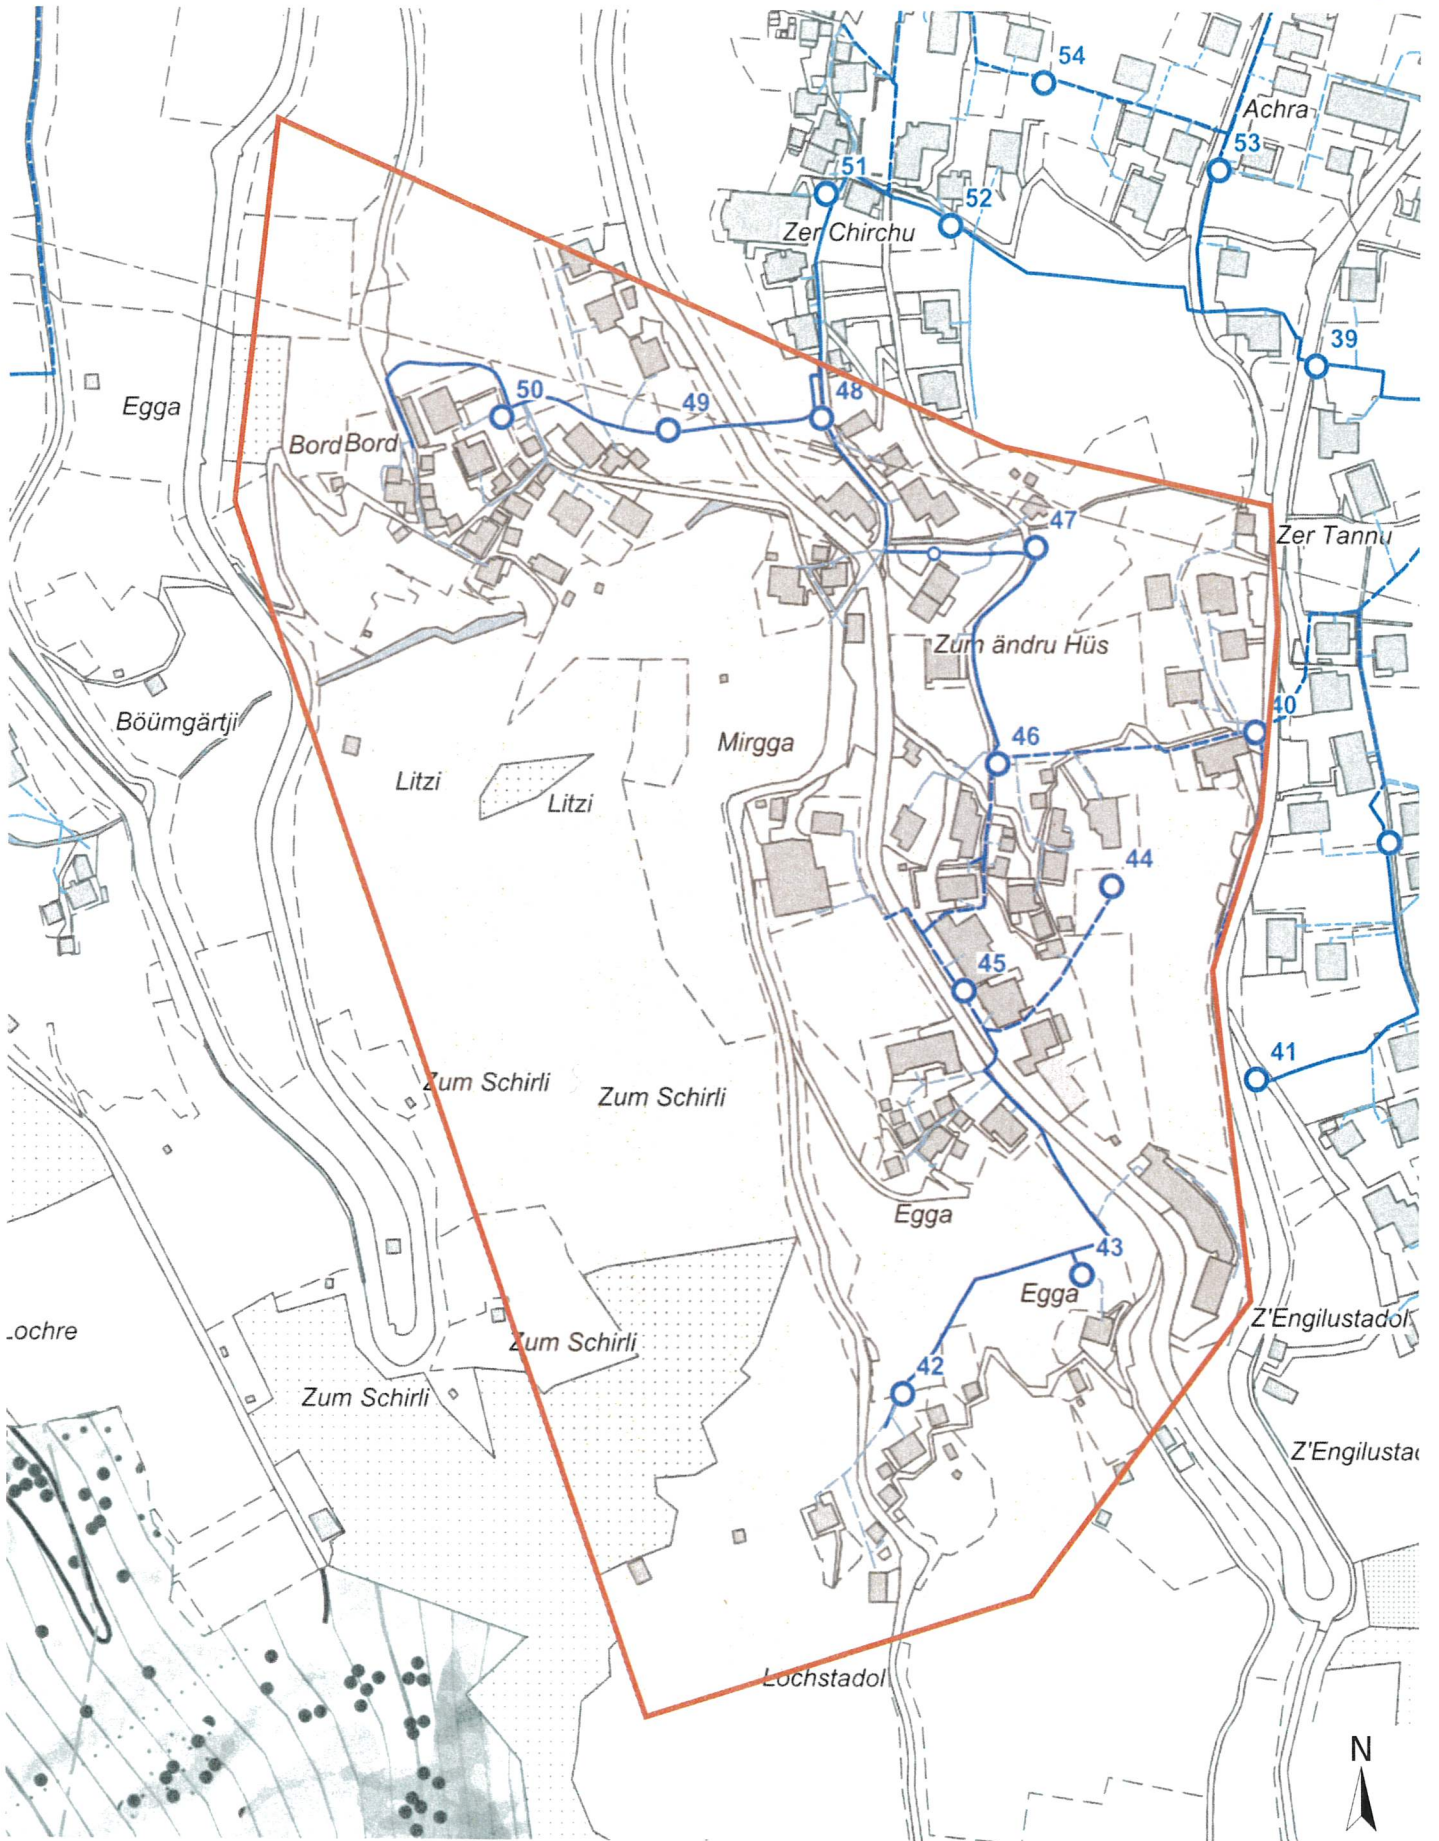 54
Achra
53
51
52
Zer Chirchu
39
50
49
48
Egga
BordBord
47
Zer Tannu
Zum ändru Hüs
40
Böümgärtji
Mirgga
46
Litzi
Litzi
44
45
41
Zum Schirli
Zum Schirli
Egga
43
Egga
Z'Engilustadol
Lochre
Zum Schirli
42
Zum Schirli
Z'Engilustad
Lochstadol
N